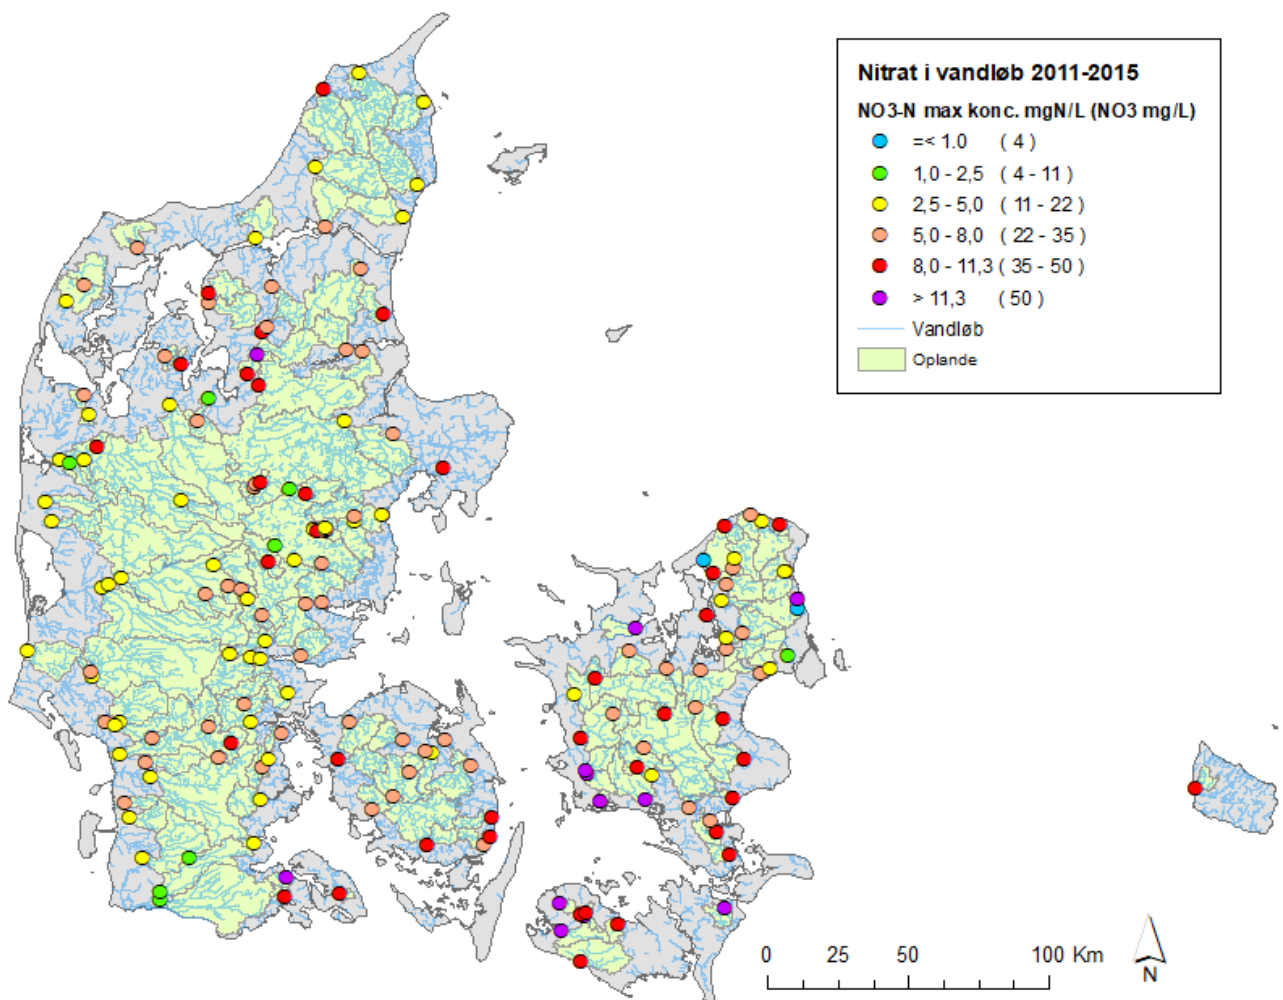 Nitrat i vandløb 2011-2015
NO3-N max konc. mgN/L (NO3 mg/L)
=< 1.0 ( 4 )
1,0 - 2,5 ( 4 - 11 )
2,5 - 5,0 ( 11 - 22 )
5,0 - 8,0 ( 22 - 35 )
8,0 - 11,3 ( 35 - 50 )
> 11,3 ( 50 )
Vandløb
Oplande
0 25 50 100 Km
N